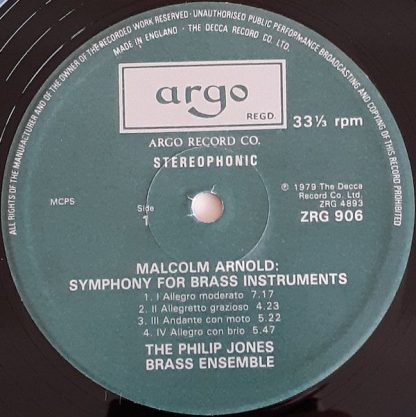 ALL RIGHTS OF THE MANUFACTURER AND OF THE OWNER OF THE RECORDED WORK RESERVED · UNAUTHORISED PUBLIC PERFORMANCE BROADCASTING AND COPYING OF THIS RECORD PROHIBITED
MADE IN ENGLAND · THE DECCA RECORD CO. LTD.
argo
REGD.
33⅓ rpm
ARGO RECORD CO.
STEREOPHONIC
MCPS
Side
1
Ⓟ 1979 The Decca
Record Co. Ltd.
ZRG 4893
ZRG 906
MALCOLM ARNOLD:
SYMPHONY FOR BRASS INSTRUMENTS
1. I Allegro moderato 7.17
2. II Allegretto grazioso 4.23
3. III Andante con moto 5.22
4. IV Allegro con brio 5.47
THE PHILIP JONES
BRASS ENSEMBLE